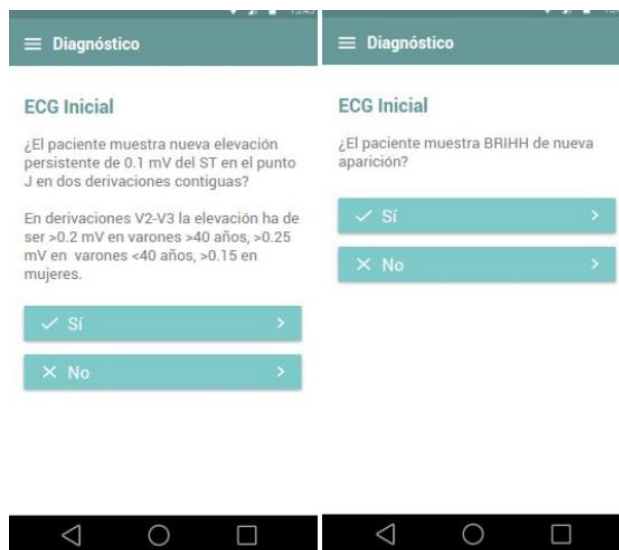 Diagnóstico
ECG Inicial
¿El paciente muestra nueva elevación
persistente de 0.1 mV del ST en el punto
J en dos derivaciones contiguas?
En derivaciones V2-V3 la elevación ha de
ser >0.2 mV en varones >40 años, >0.25
mV en varones <40 años, >0.15 en
mujeres.
Sí
No
Diagnóstico
ECG Inicial
¿El paciente muestra BRIHH de nueva
aparición?
Sí
No